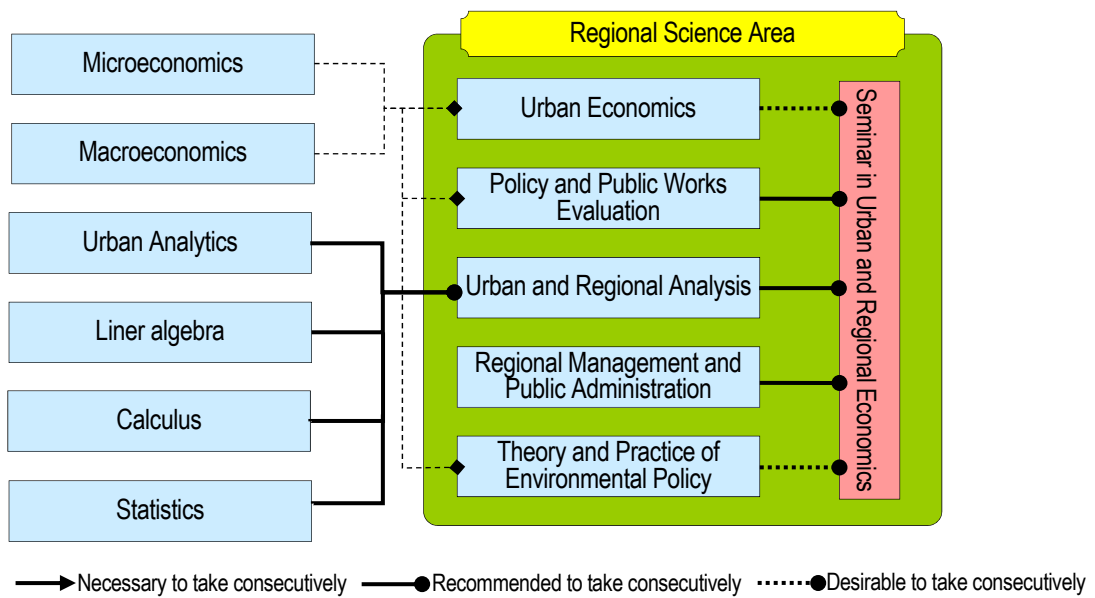 Regional Science Area
Microeconomics
Macroeconomics
Urban Analytics
Liner algebra
Calculus
Statistics
Urban Economics
Policy and Public Works
Evaluation
Urban and Regional Analysis
Regional Management and
Public Administration
Theory and Practice of
Environmental Policy
Seminar in Urban and Regional Economics
Necessary to take consecutively
Recommended to take consecutively
Desirable to take consecutively